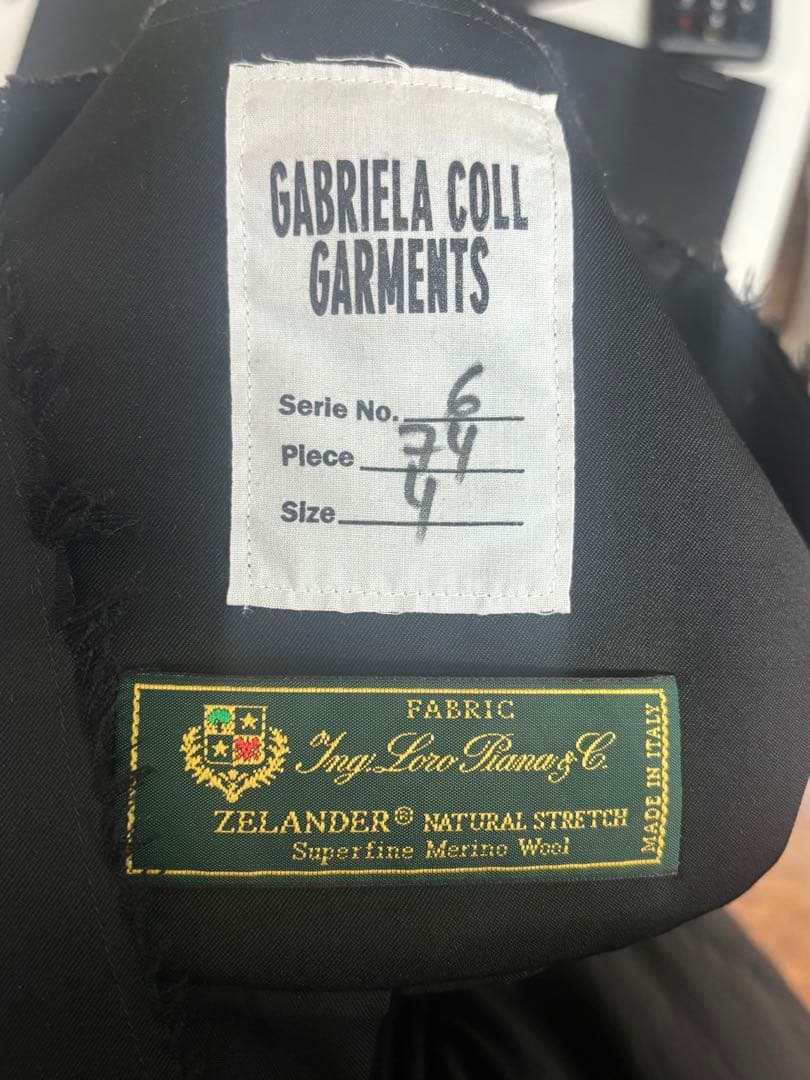 GABRIELA COLL
GARMENTS
Serie No. 6
Piece 74
Size 4
FABRIC
Ing. Loro Piana & C.
ZELANDER® NATURAL STRETCH
Superfine Merino Wool
MADE IN ITALY